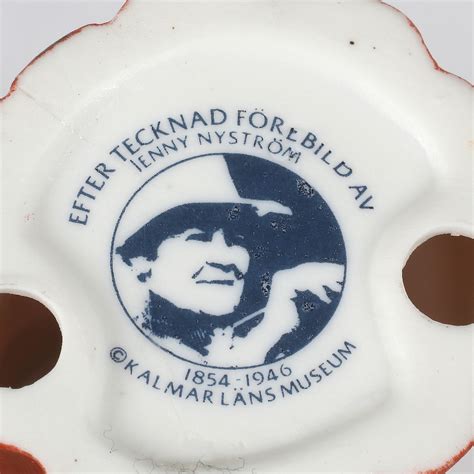 EFTER TECKNAD FÖREBILD AV
JENNY NYSTRÖM
1854-1946
©KALMAR LÄNS MUSEUM